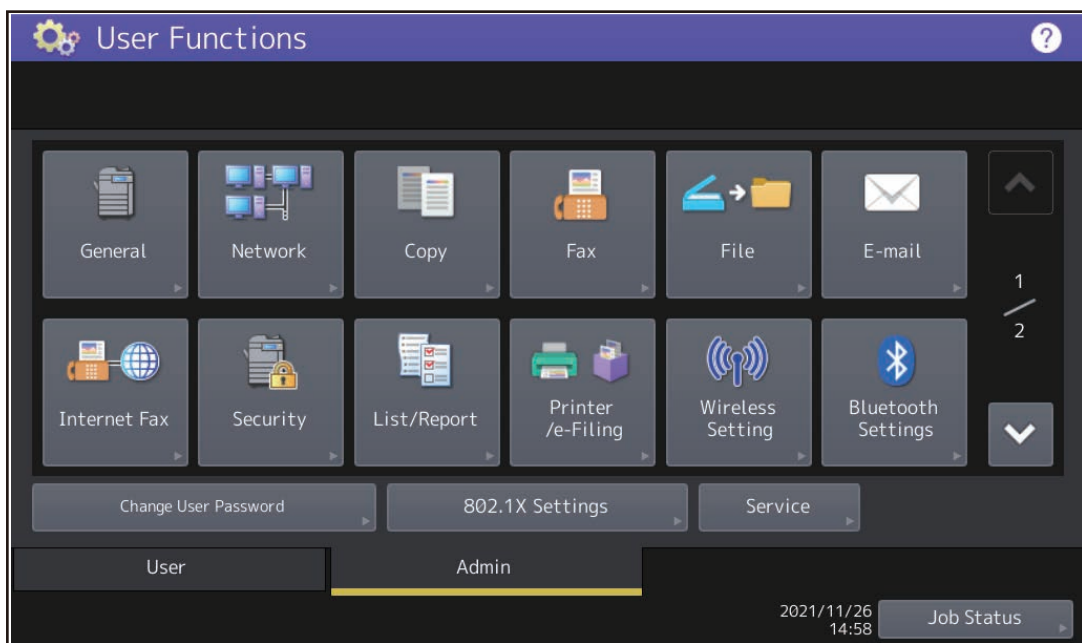 User Functions
?
General
Network
Copy
Fax
File
E-mail
1
2
Internet Fax
Security
List/Report
Printer
/e-Filing
Wireless
Setting
Bluetooth
Settings
Change User Password
802.1X Settings
Service
User
Admin
2021/11/26
14:58
Job Status